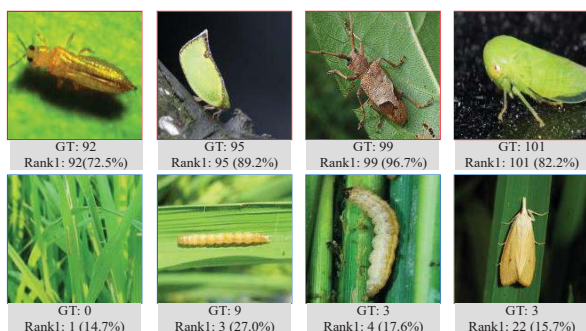 GT: 92
Rank1: 92(72.5%)
GT: 95
Rank1: 95 (89.2%)
GT: 99
Rank1: 99 (96.7%)
GT: 101
Rank1: 101 (82.2%)
GT: 0
Rank1: 1 (14.7%)
GT: 9
Rank1: 3 (27.0%)
GT: 3
Rank1: 4 (17.6%)
GT: 3
Rank1: 22 (15.7%)